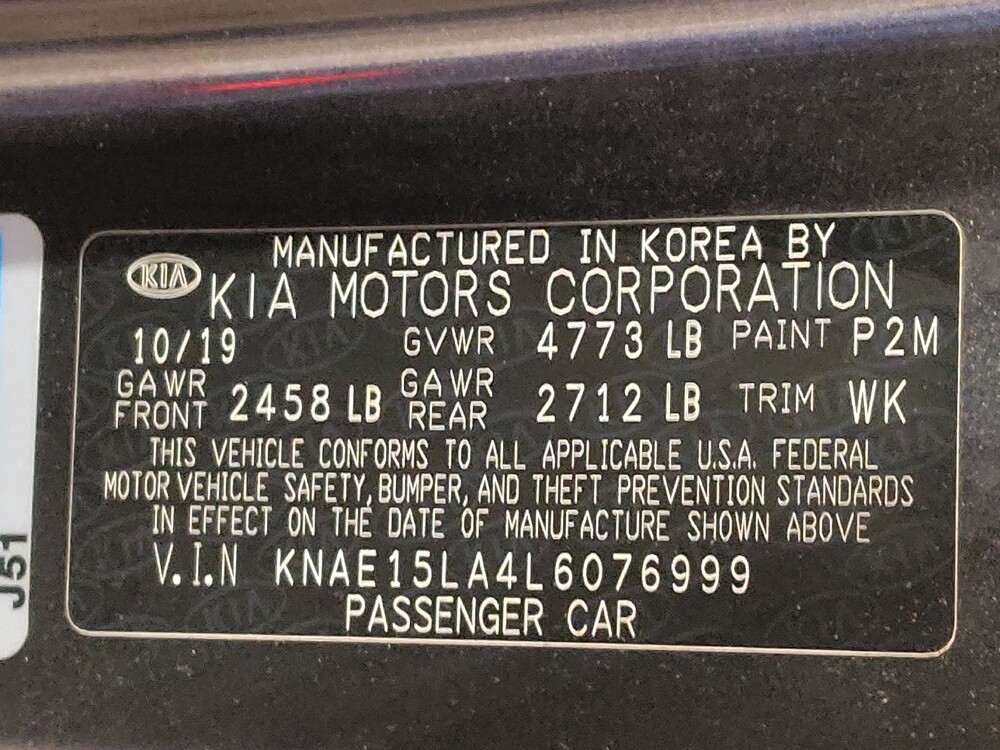 MANUFACTURED IN KOREA BY
KIA KIA MOTORS CORPORATION
10/19 GVWR 4773 LB PAINT P2M
GAWR FRONT 2458 LB GAWR REAR 2712 LB TRIM WK
THIS VEHICLE CONFORMS TO ALL APPLICABLE U.S.A. FEDERAL
MOTOR VEHICLE SAFETY, BUMPER, AND THEFT PREVENTION STANDARDS
IN EFFECT ON THE DATE OF MANUFACTURE SHOWN ABOVE
V.I.N KNAE15LA4L6076999
PASSENGER CAR
J51